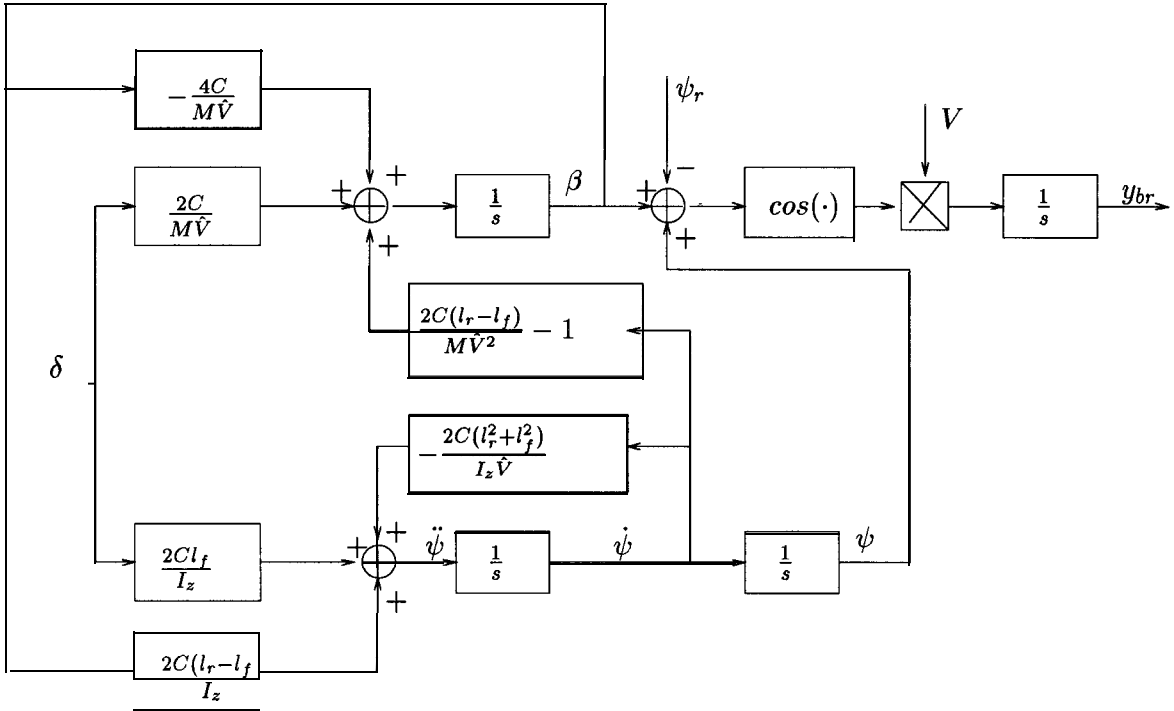 − 4C / MV̂
+
+
+
2C / MV̂
1 / s
β
ψ_r
−
+
+
cos(·)
V
1 / s
y_br
2C(l_r−l_f) / MV̂² − 1
δ
− 2C(l_r²+l_f²) / I_z V̂
+
+
+
2Cl_f / I_z
ψ̈
1 / s
ψ̇
1 / s
ψ
2C(l_r−l_f / I_z